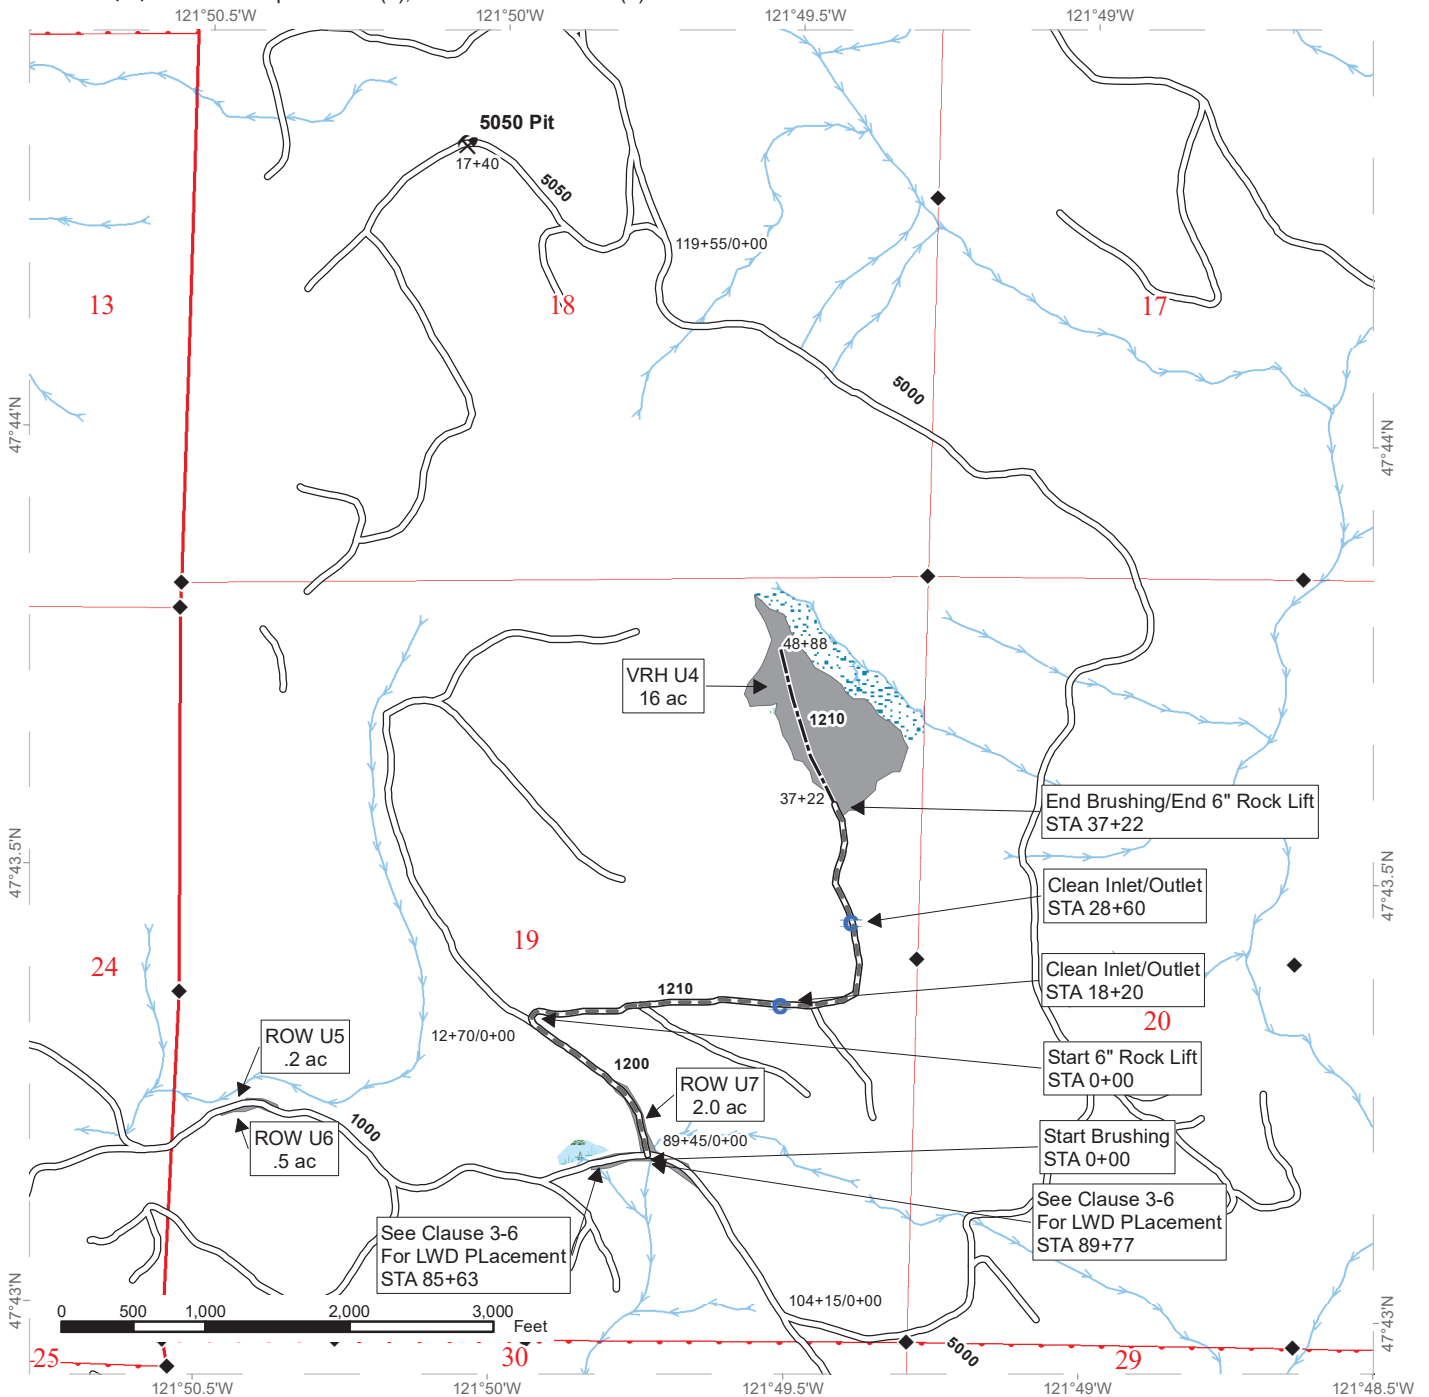 121°50.5'W
121°50'W
121°49.5'W
121°49'W
5050 Pit
17+40
5050
119+55/0+00
13
18
17
5000
47°44'N
47°44'N
48+88
VRH U4
16 ac
1210
37+22
End Brushing/End 6" Rock Lift
STA 37+22
47°43.5'N
47°43.5'N
Clean Inlet/Outlet
STA 28+60
19
24
Clean Inlet/Outlet
STA 18+20
1210
20
12+70/0+00
ROW U5
.2 ac
Start 6" Rock Lift
STA 0+00
1200
ROW U7
2.0 ac
1000
ROW U6
.5 ac
89+45/0+00
Start Brushing
STA 0+00
See Clause 3-6
For LWD PLacement
STA 89+77
See Clause 3-6
For LWD PLacement
STA 85+63
47°43'N
47°43'N
104+15/0+00
0 500 1,000 2,000 3,000
Feet
25
30
5000
29
121°50.5'W
121°50'W
121°49.5'W
121°49'W
121°48.5'W